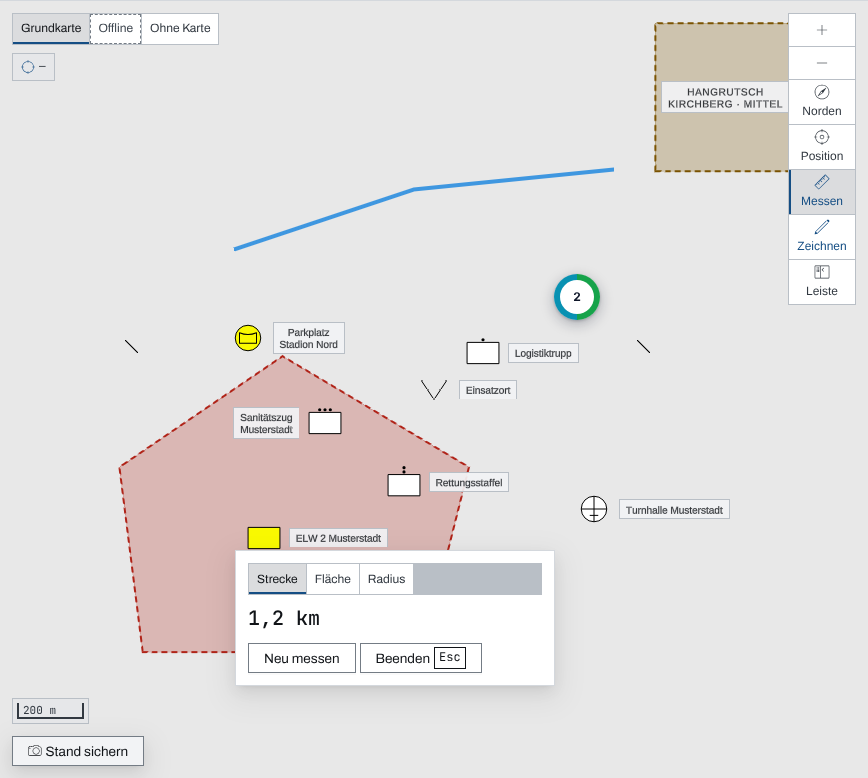 Grundkarte Offline Ohne Karte
–
HANGRUTSCH
KIRCHBERG · MITTEL
+
−
Norden
Position
Messen
Zeichnen
Leiste
2
Parkplatz
Stadion Nord
Logistiktrupp
Einsatzort
Sanitätszug
Musterstadt
Rettungsstaffel
Turnhalle Musterstadt
ELW 2 Musterstadt
Strecke Fläche Radius
1,2 km
Neu messen Beenden Esc
200 m
Stand sichern